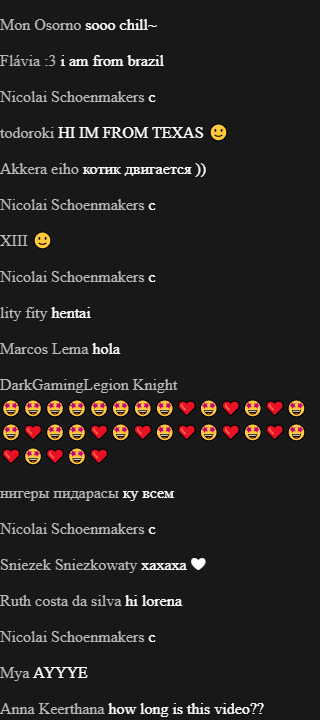 Mon Osorno sooo chill~
Flávia :3 i am from brazil
Nicolai Schoenmakers c
todoroki HI IM FROM TEXAS 🙂
Akkera eiho котик двигается ))
Nicolai Schoenmakers c
XIII 🙂
Nicolai Schoenmakers c
lity fity hentai
Marcos Lema hola
DarkGamingLegion Knight
🤩🤩🤩🤩🤩🤩🤩🤩❤🤩❤🤩❤🤩
🤩❤🤩🤩❤🤩❤🤩❤🤩❤🤩❤🤩
❤🤩❤🤩❤
нигеры пидарасы ку всем
Nicolai Schoenmakers c
Sniezek Sniezkowaty xaxaxa 🤍
Ruth costa da silva hi lorena
Nicolai Schoenmakers c
Mya AYYYE
Anna Keerthana how long is this video??